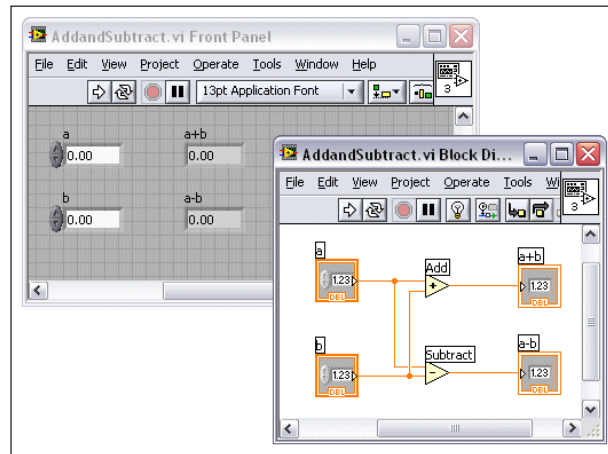 AddandSubtract.vi Front Panel
File Edit View Project Operate Tools Window Help
13pt Application Font
3
a
0.00
a+b
0.00
b
0.00
a-b
0.00
AddandSubtract.vi Block Di...
File Edit View Project Operate Tools Wi
3
a
1.23
DBL
Add
+
a+b
1.23
DBL
b
1.23
DBL
Subtract
-
a-b
1.23
DBL